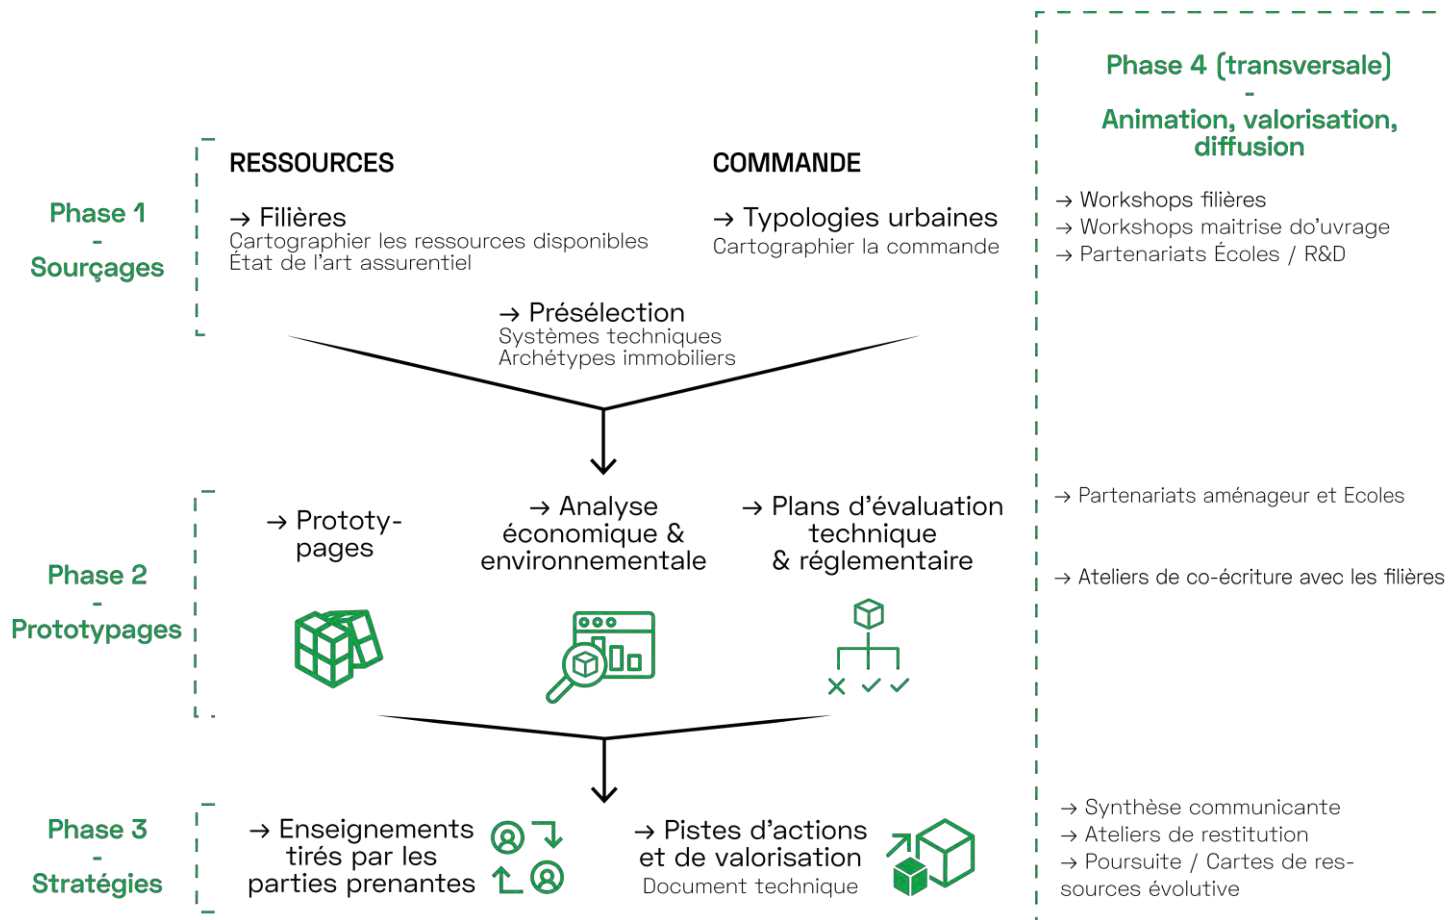 Phase 1
-
Sourçages
RESSOURCES
→ Filières
Cartographier les ressources disponibles
État de l'art assurentiel
COMMANDE
→ Typologies urbaines
Cartographier la commande
→ Présélection
Systèmes techniques
Archétypes immobiliers
Phase 2
-
Prototypages
→ Prototy-
pages
→ Analyse
économique &
environnementale
→ Plans d'évaluation
technique
& réglementaire
Phase 3
-
Stratégies
→ Enseignements
tirés par les
parties prenantes
→ Pistes d'actions
et de valorisation
Document technique
Phase 4 (transversale)
-
Animation, valorisation,
diffusion
→ Workshops filières
→ Workshops maitrise do'uvrage
→ Partenariats Écoles / R&D
→ Partenariats aménageur et Ecoles
→ Ateliers de co-écriture avec les filières
→ Synthèse communicante
→ Ateliers de restitution
→ Poursuite / Cartes de res-
sources évolutive